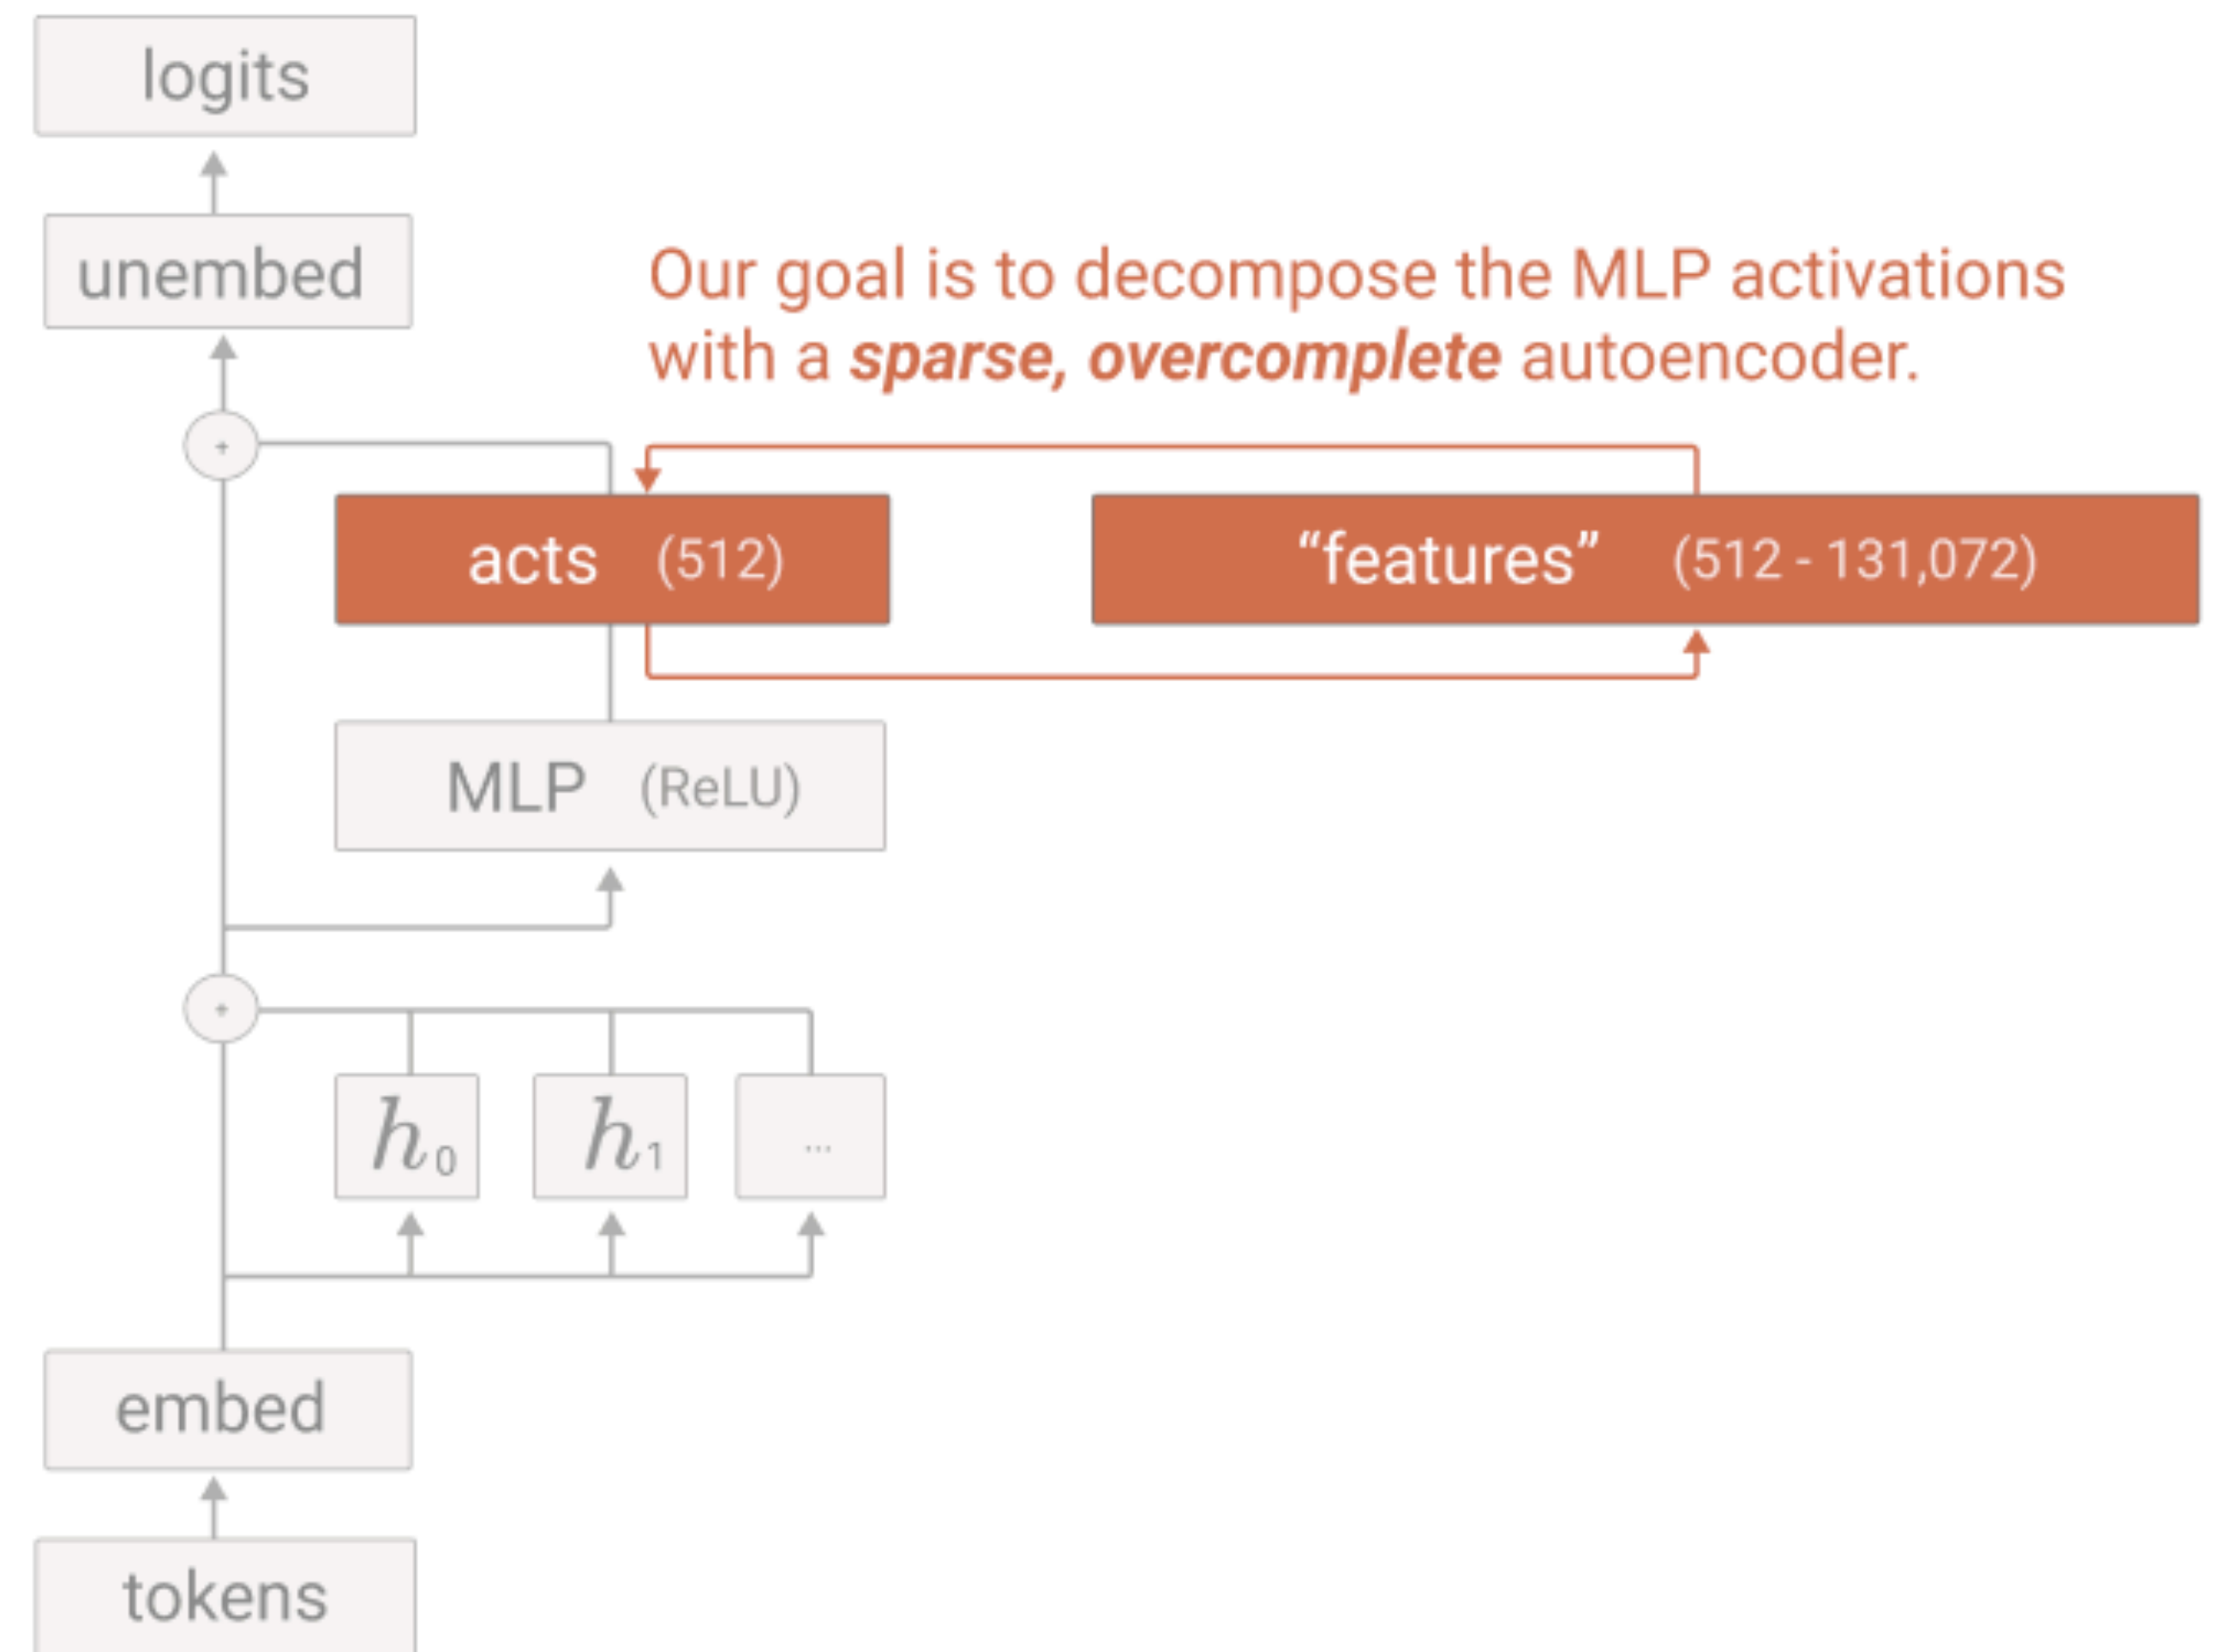 logits
unembed
Our goal is to decompose the MLP activations
with a sparse, overcomplete autoencoder.
+
acts (512)
“features” (512 - 131,072)
MLP (ReLU)
+
h0
h1
...
embed
tokens